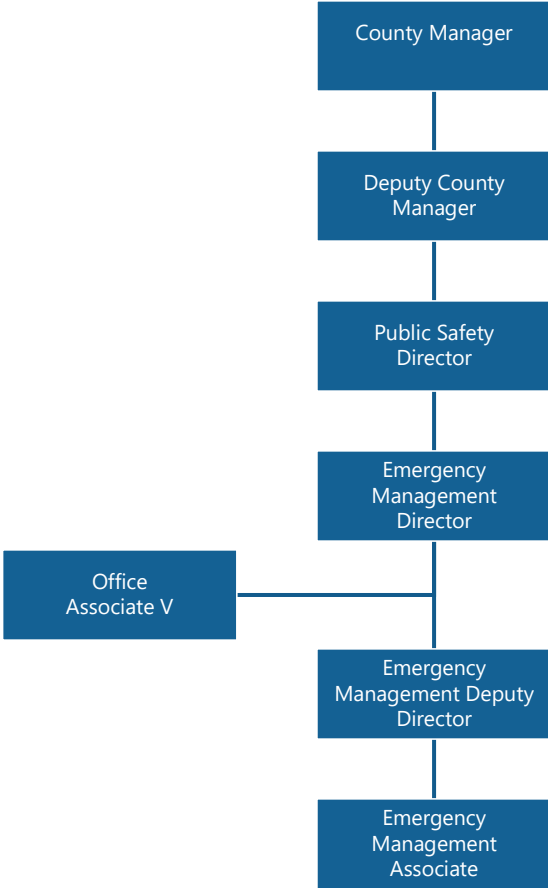 County Manager
Deputy County
Manager
Public Safety
Director
Emergency
Management
Director
Office
Associate V
Emergency
Management Deputy
Director
Emergency
Management
Associate